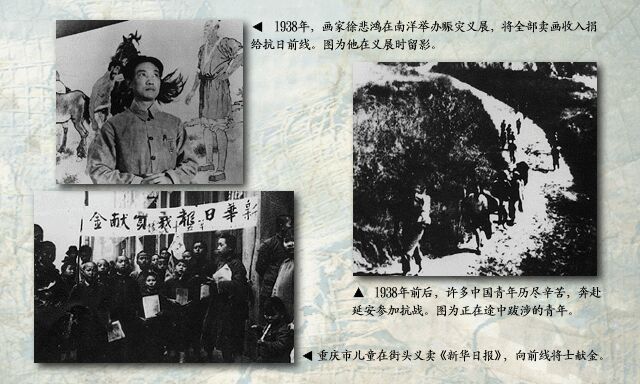 ◀ 1938年，画家徐悲鸿在南洋举办赈灾义展，将全部卖画收入捐
给抗日前线。图为他在义展时留影。
金献 日華新
▲ 1938年前后，许多中国青年历尽辛苦，奔赴
延安参加抗战。图为正在途中跋涉的青年。
◀ 重庆市儿童在街头义卖《新华日报》，向前线将士献金。